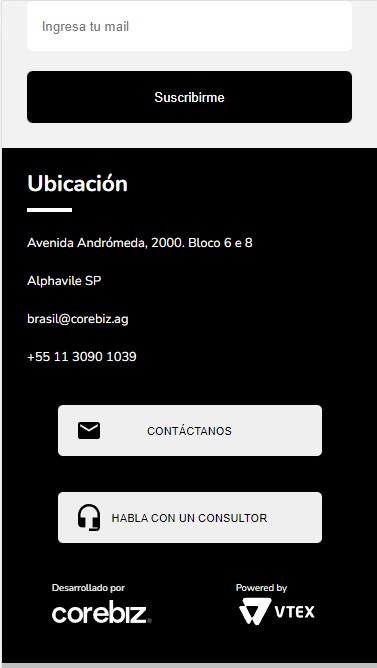 Ingresa tu mail
Suscribirme
Ubicación
Avenida Andrómeda, 2000. Bloco 6 e 8
Alphavile SP
brasil@corebiz.ag
+55 11 3090 1039
CONTÁCTANOS
HABLA CON UN CONSULTOR
Desarrollado por
corebiz
Powered by
VTEX